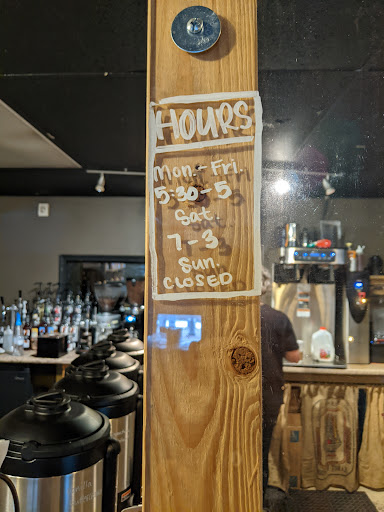 HOURS
Mon. - Fri.
5:30 - 5
Sat.
7 - 3
Sun.
CLOSED